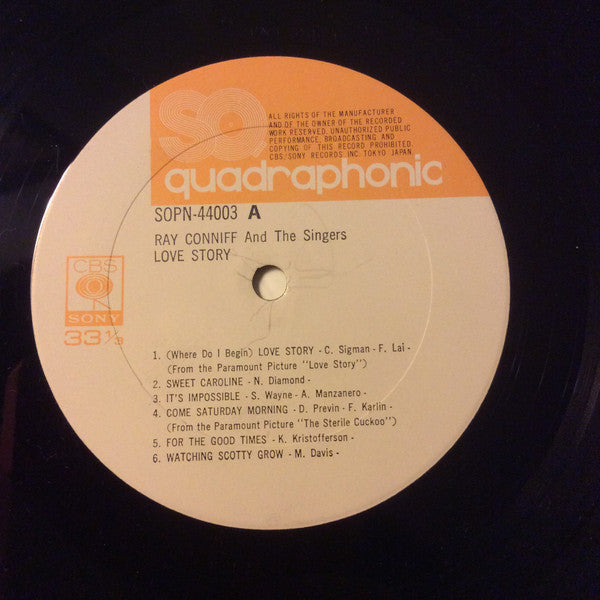 SQ
ALL RIGHTS OF THE MANUFACTURER
AND OF THE OWNER OF THE RECORDED
WORK RESERVED. UNAUTHORIZED PUBLIC
PERFORMANCE, BROADCASTING AND
COPYING OF THIS RECORD PROHIBITED.
CBS/SONY RECORDS INC. TOKYO JAPAN.
quadraphonic
SOPN-44003 A
RAY CONNIFF And The Singers
LOVE STORY
CBS
SONY
33 1/3
1. (Where Do I Begin) LOVE STORY - C. Sigman - F. Lai -
(From the Paramount Picture "Love Story")
2. SWEET CAROLINE - N. Diamond -
3. IT'S IMPOSSIBLE - S. Wayne - A. Manzanero -
4. COME SATURDAY MORNING - D. Previn - F. Karlin -
(From the Paramount Picture "The Sterile Cuckoo")
5. FOR THE GOOD TIMES - K. Kristofferson -
6. WATCHING SCOTTY GROW - M. Davis -